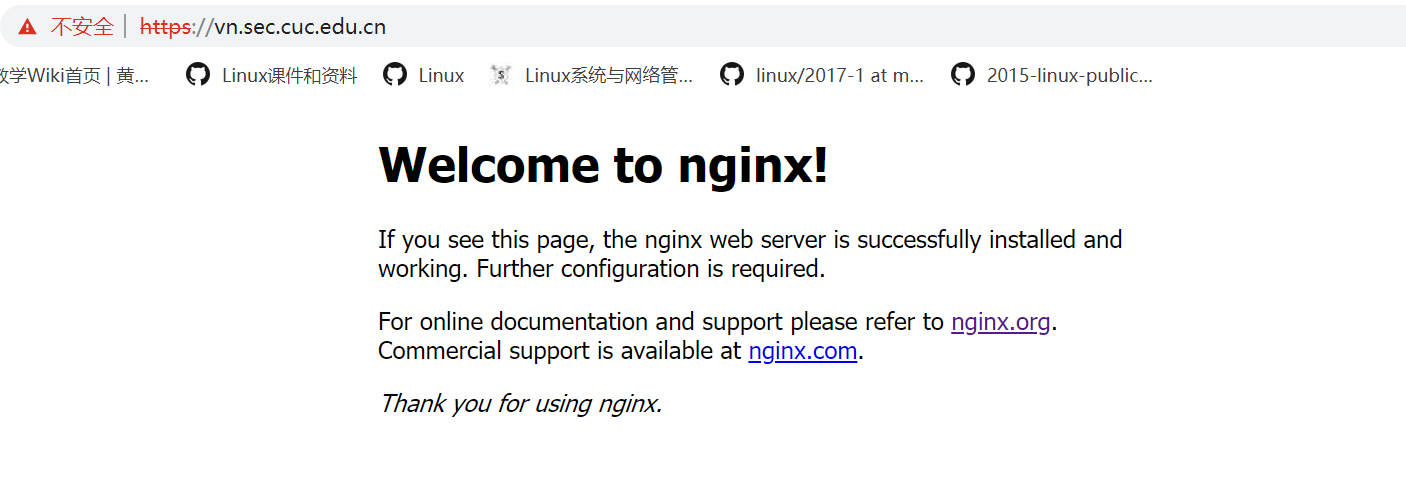 不安全 | https://vn.sec.cuc.edu.cn
学Wiki首页 | 黄... Linux课件和资料 Linux Linux系统与网络管... linux/2017-1 at m... 2015-linux-public...
Welcome to nginx!
If you see this page, the nginx web server is successfully installed and
working. Further configuration is required.
For online documentation and support please refer to nginx.org.
Commercial support is available at nginx.com.
Thank you for using nginx.